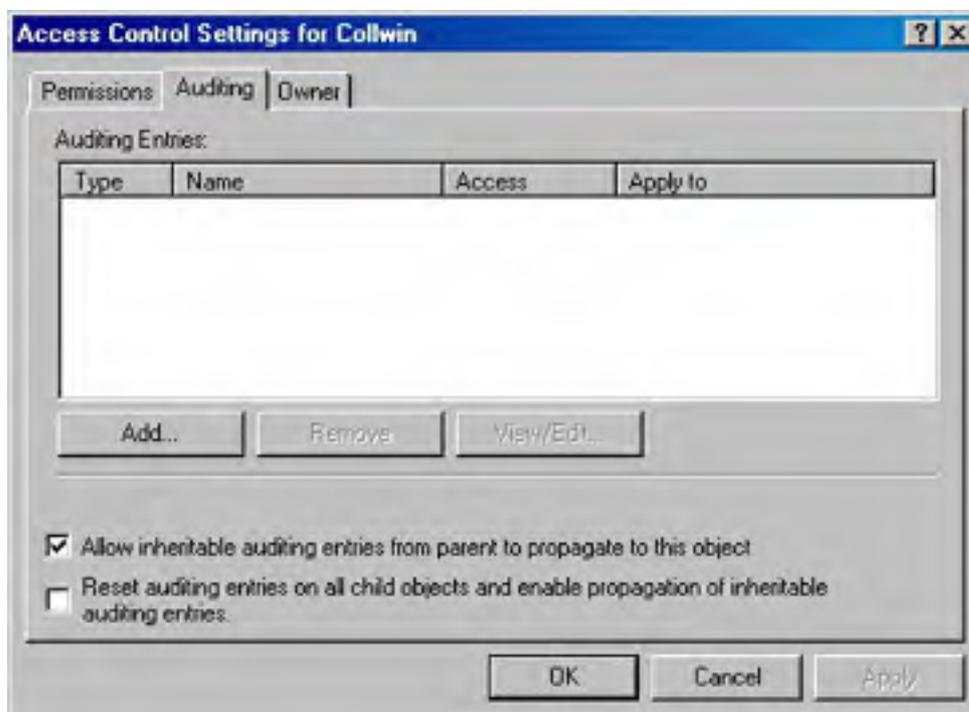 Access Control Settings for Collwin
Permissions Auditing Owner
Auditing Entries:
Type Name Access Apply to
Add... Remove View/Edit...
Allow inheritable auditing entries from parent to propagate to this object
Reset auditing entries on all child objects and enable propagation of inheritable
auditing entries.
OK Cancel Apply